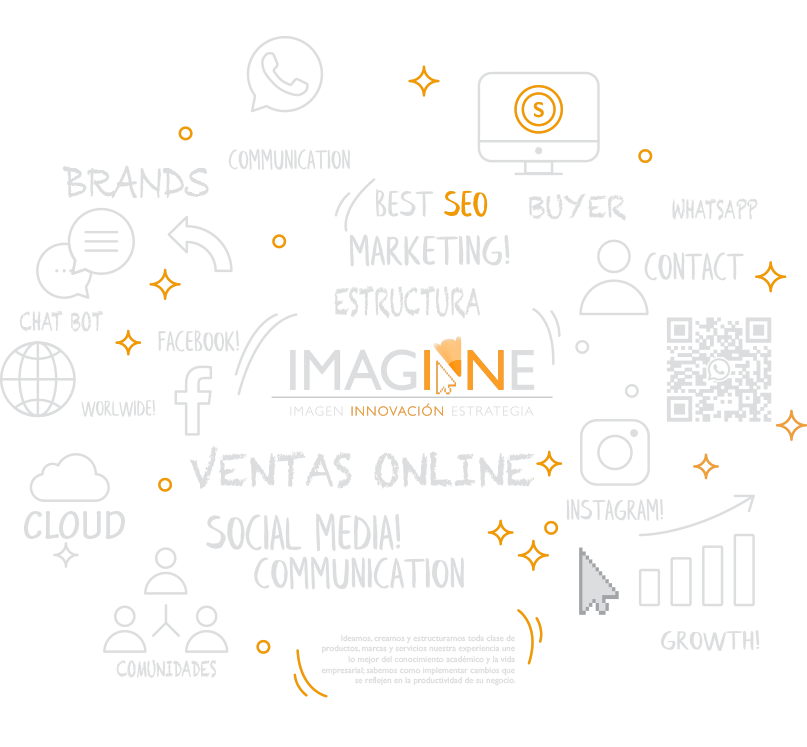 COMMUNICATION
S
BRANDS
BEST SEO
BUYER
WHATSAPP
MARKETING!
CONTACT
ESTRUCTURA
CHAT BOT
FACEBOOK!
IMAGINNE
IMAGEN INNOVACIÓN ESTRATEGIA
WORLWIDE!
VENTAS ONLINE
INSTAGRAM!
CLOUD
SOCIAL MEDIA!
COMMUNICATION
GROWTH!
COMUNIDADES
Ideamos, creamos y estructuramos toda clase de
productos, marcas y servicios nuestra experiencia une
lo mejor del conocimiento académico y la vida
empresarial; sabemos como implementar cambios que
se reflejen en la productividad de su negocio.